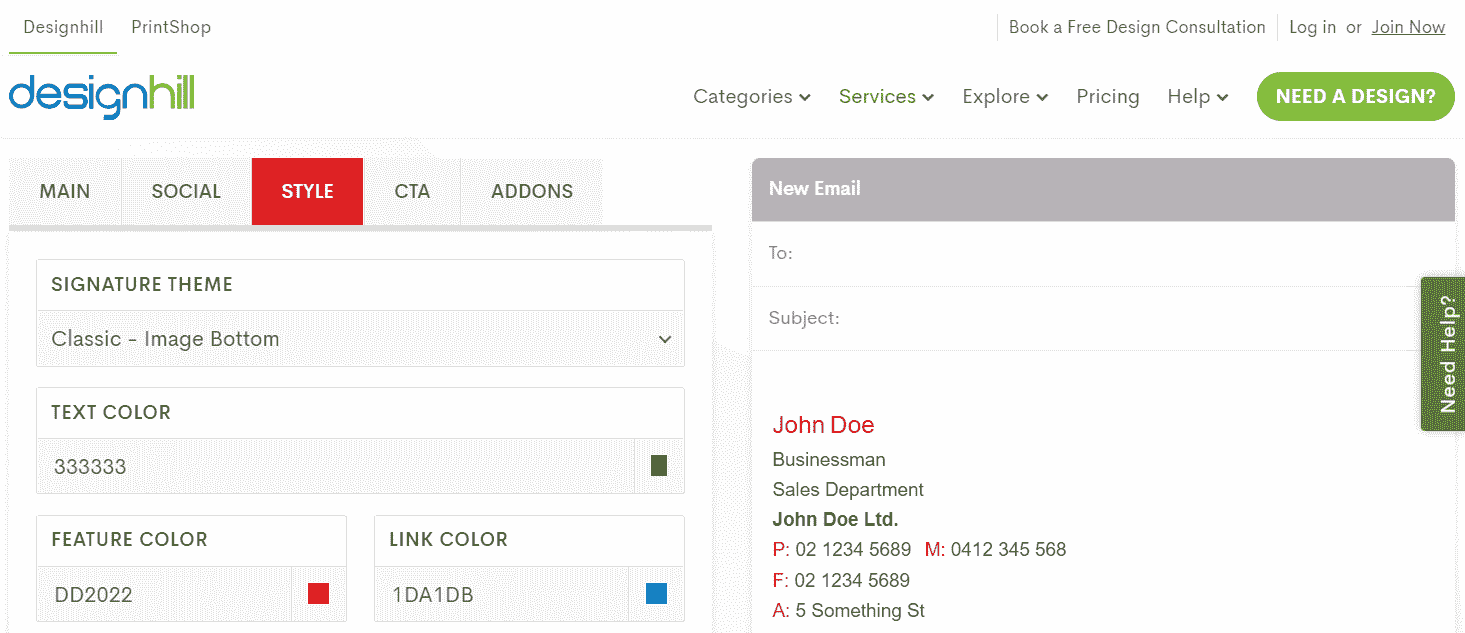 Designhill PrintShop Book a Free Design Consultation Log in or Join Now
designhill Categories Services Explore Pricing Help NEED A DESIGN?
MAIN SOCIAL STYLE CTA ADDONS
SIGNATURE THEME
Classic - Image Bottom
TEXT COLOR
333333
FEATURE COLOR LINK COLOR
DD2022 1DA1DB
New Email
To:
Subject:
John Doe
Businessman
Sales Department
John Doe Ltd.
P: 02 1234 5689 M: 0412 345 568
F: 02 1234 5689
A: 5 Something St
Need Help?